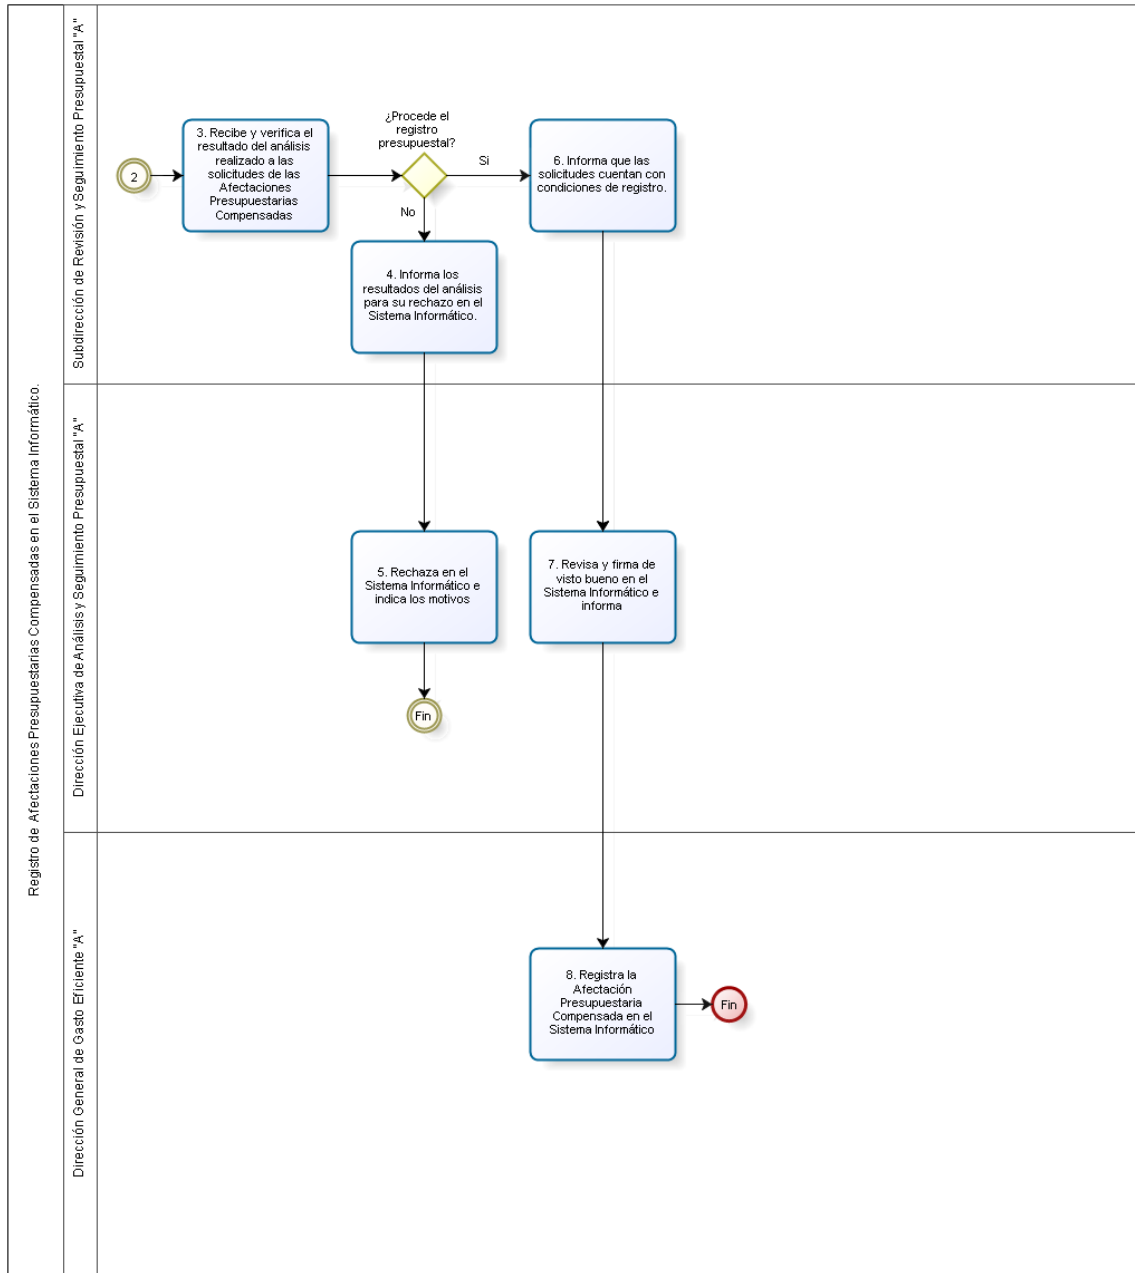 Registro de Afectaciones Presupuestarias Compensadas en el Sistema Informático.
Subdirección de Revisión y Seguimiento Presupuestal "A"
2
3. Recibe y verifica el
resultado del análisis
realizado a las
solicitudes de las
Afectaciones
Presupuestarias
Compensadas
¿Procede el
registro
presupuestal?
Si
No
6. Informa que las
solicitudes cuentan con
condiciones de registro.
4. Informa los
resultados del análisis
para su rechazo en el
Sistema Informático.
Dirección Ejecutiva de Análisis y Seguimiento Presupuestal "A"
5. Rechaza en el
Sistema Informático e
indica los motivos
7. Revisa y firma de
visto bueno en el
Sistema Informático e
informa
Fin
Dirección General de Gasto Eficiente "A"
8. Registra la
Afectación
Presupuestaria
Compensada en el
Sistema Informático
Fin